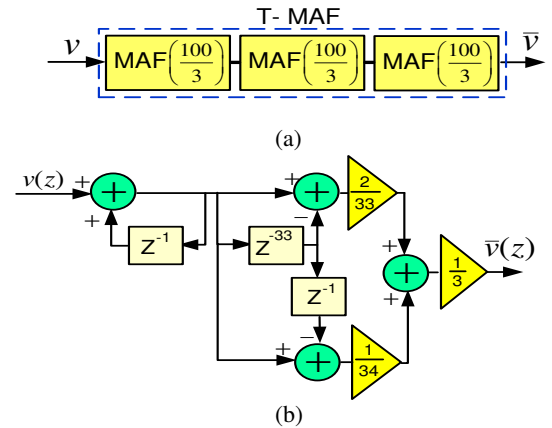 T- MAF
v MAF(100/3) MAF(100/3) MAF(100/3) v̅
(a)
v(z) + + + 2/33
+ −
Z⁻¹ Z⁻³³ + + 1/3 v̅(z)
Z⁻¹ +
−
+ + 1/34
(b)